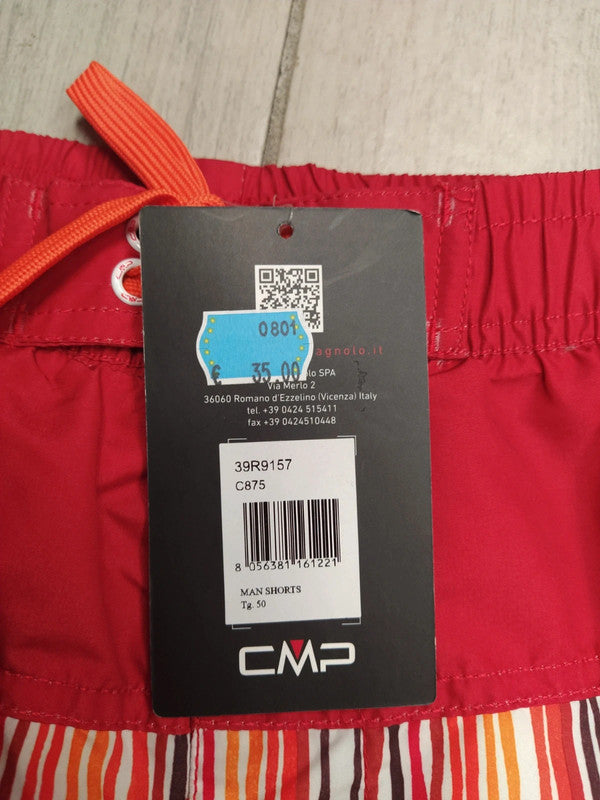 0801
€ 35.00
agnolo.it
lo SPA
Via Merlo 2
36060 Romano d'Ezzelino (Vicenza) Italy
tel. +39 0424 515411
fax +39 0424510448
39R9157
C875
8 056381 161221
MAN SHORTS
Tg. 50
CMP